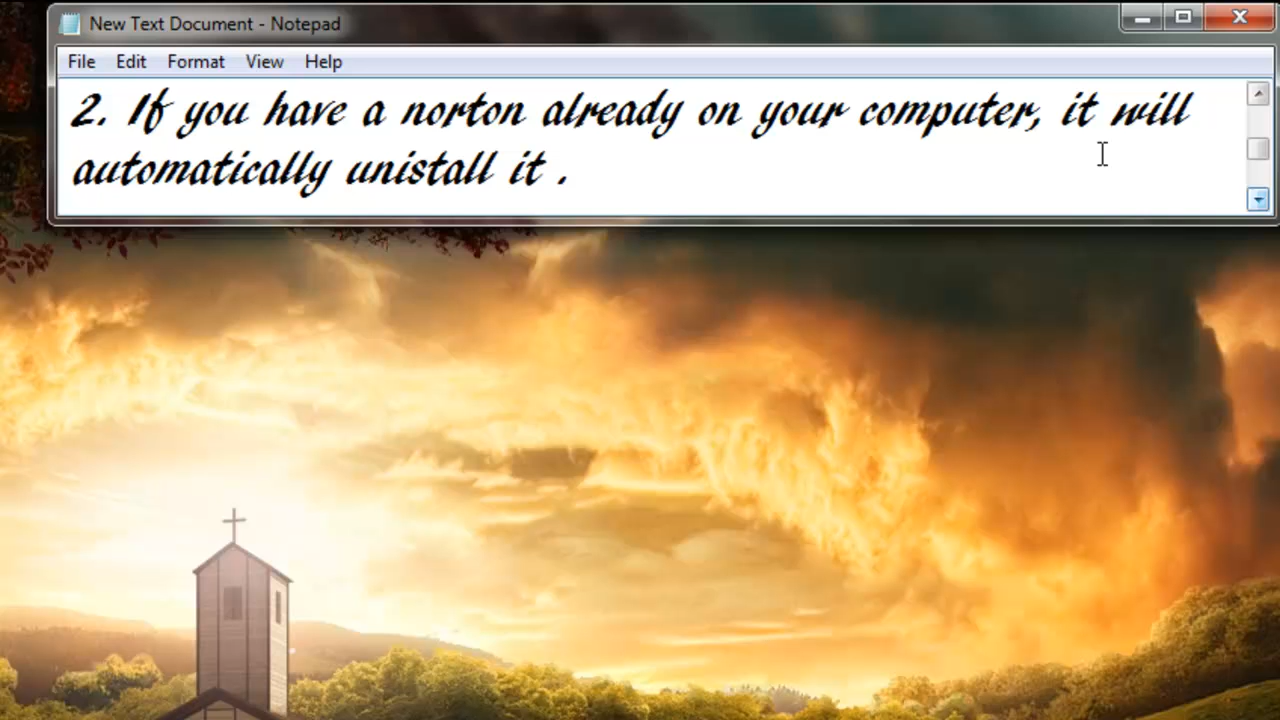 New Text Document - Notepad
File Edit Format View Help
2. If you have a norton already on your computer, it will
automatically unistall it .